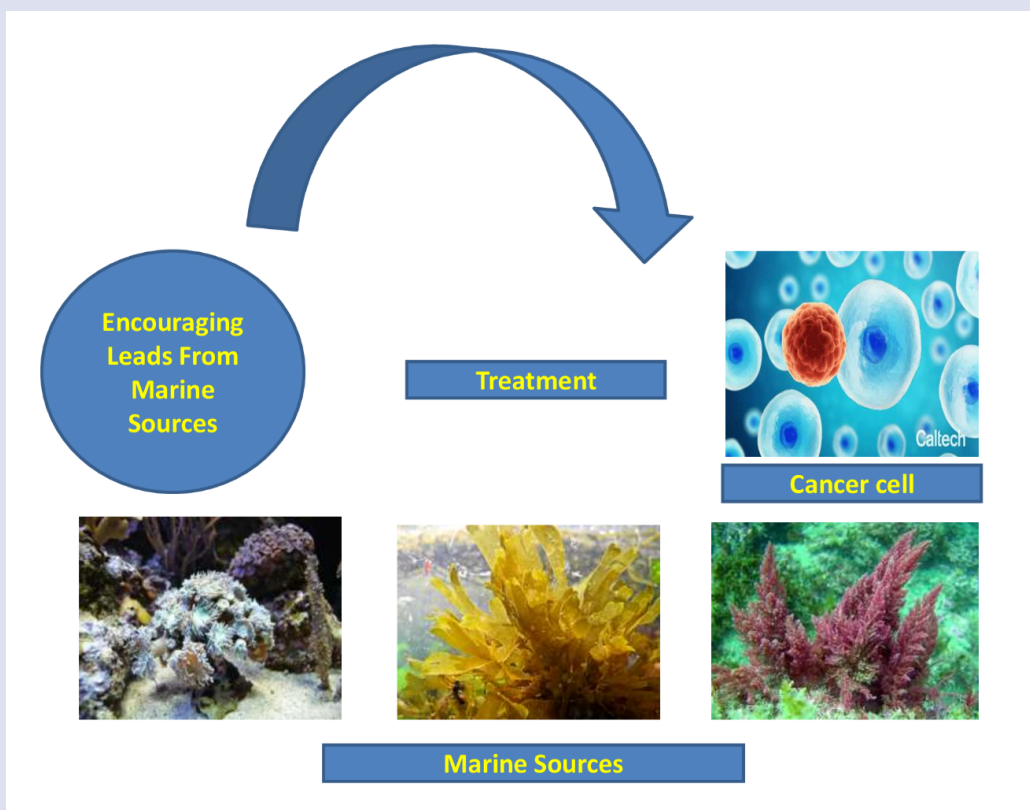 Encouraging
Leads From
Marine
Sources
Treatment
Caltech
Cancer cell
Marine Sources